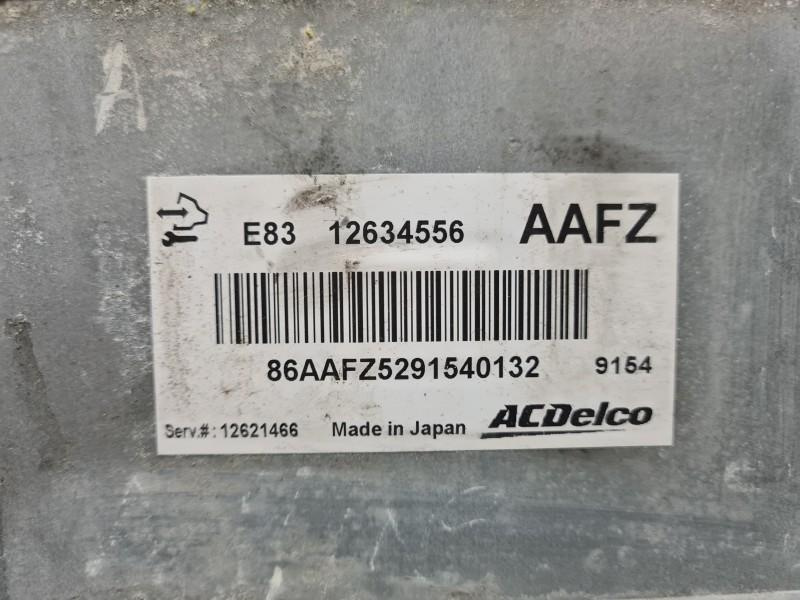 A
E83 12634556 AAFZ
86AAFZ5291540132 9154
Serv.#: 12621466 Made in Japan ACDelco